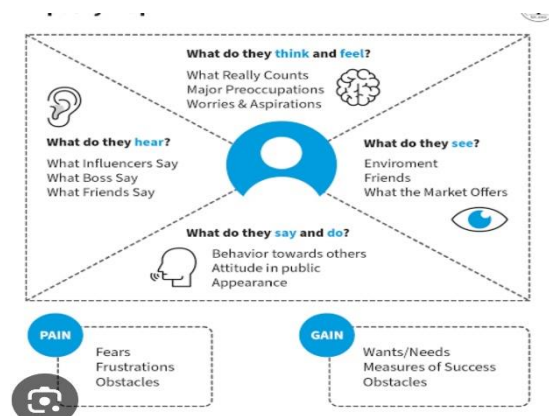 What do they think and feel?
What Really Counts
Major Preoccupations
Worries & Aspirations
What do they hear?
What Influencers Say
What Boss Say
What Friends Say
What do they see?
Enviroment
Friends
What the Market Offers
What do they say and do?
Behavior towards others
Attitude in public
Appearance
PAIN
Fears
Frustrations
Obstacles
GAIN
Wants/Needs
Measures of Success
Obstacles